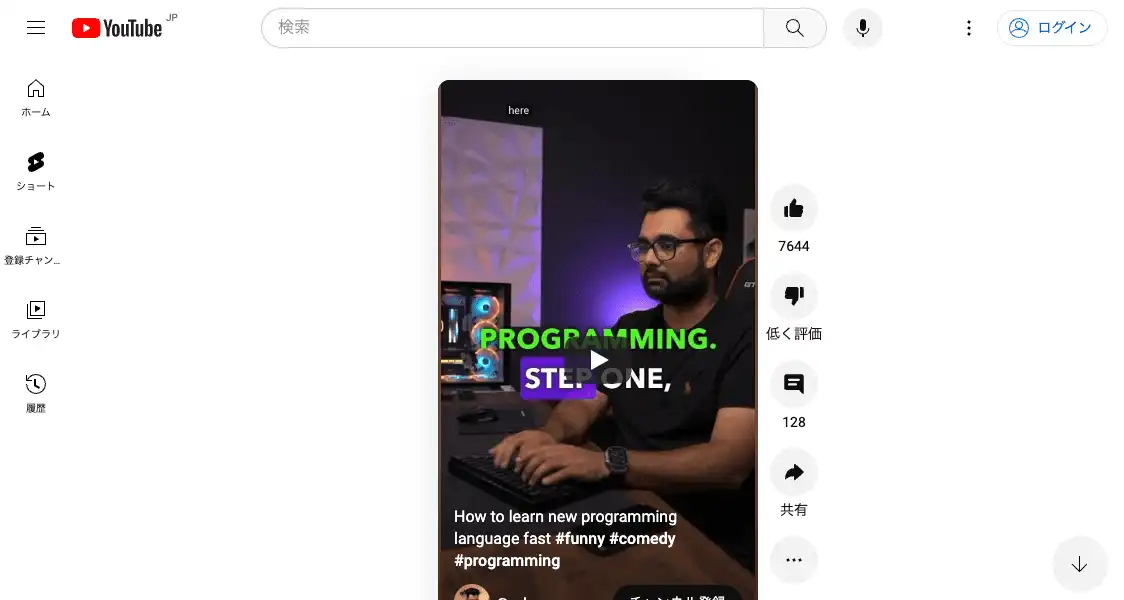 YouTube JP
検索
ログイン
ホーム
ショート
登録チャン...
ライブラリ
履歴
here
PROGRAMMING.
STEP ONE,
GT
7644
低く評価
128
共有
How to learn new programming
language fast #funny #comedy
#programming
チャンネル登録